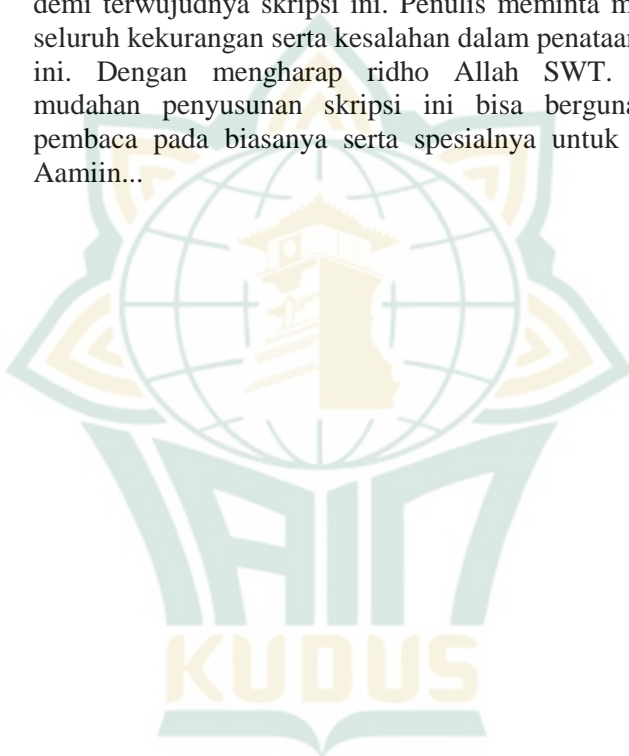 demi terwujudnya skripsi ini. Penulis meminta
seluruh kekurangan serta kesalahan dalam penataan
ini. Dengan mengharap ridho Allah SWT.
mudahan penyusunan skripsi ini bisa
pembaca pada biasanya serta spesialnya untuk
Aamiin...
IAIN
KUDUS